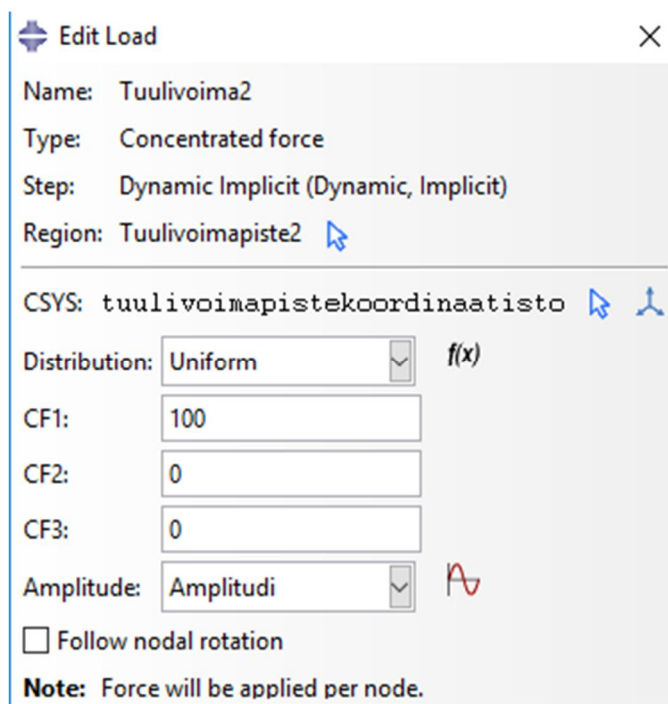 Edit Load
Name: Tuulivoima2
Type: Concentrated force
Step: Dynamic Implicit (Dynamic, Implicit)
Region: Tuulivoimapiste2
CSYS: tuulivoimapistekoordinaatisto
Distribution: Uniform f(x)
CF1: 100
CF2: 0
CF3: 0
Amplitude: Amplitudi
Follow nodal rotation
Note: Force will be applied per node.